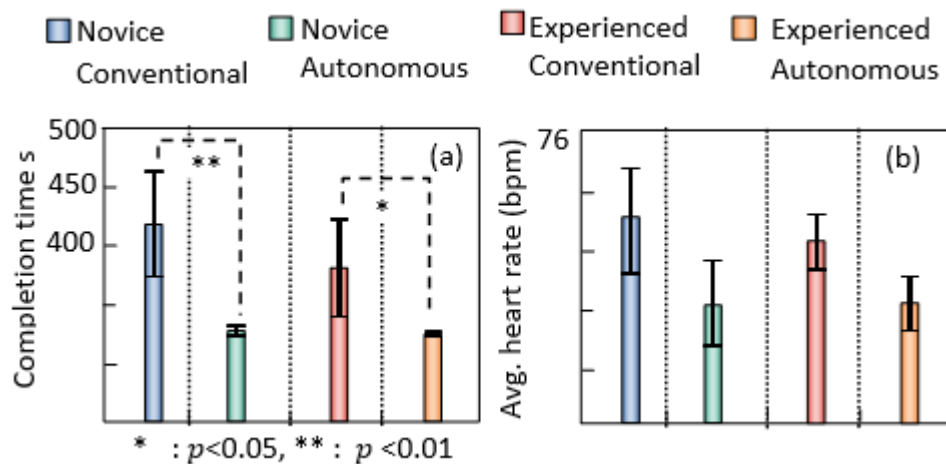 Novice Conventional
Novice Autonomous
Experienced Conventional
Experienced Autonomous
Completion time s
500
450
400
**
*
(a)
Avg. heart rate (bpm)
76
(b)
* : p<0.05, ** : p <0.01